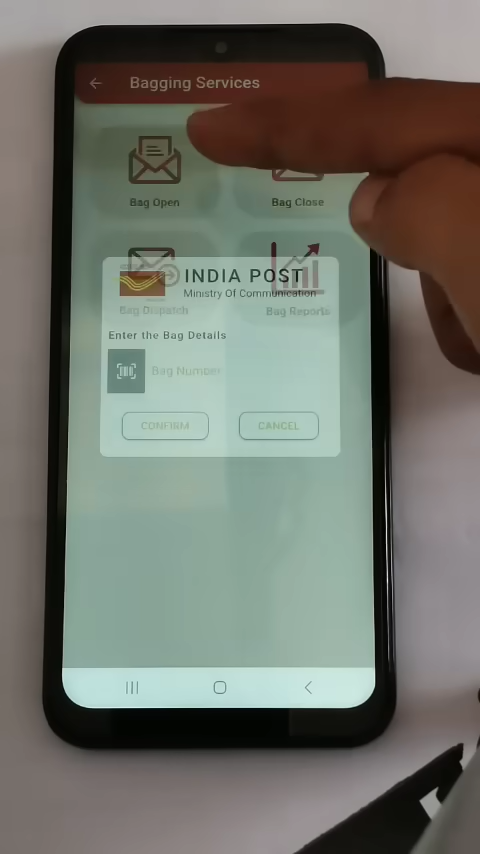 Bagging Services
Bag Open
Bag Close
INDIA POST
Ministry Of Communication
Bag Dispatch
Bag Reports
Enter the Bag Details
Bag Number
CONFIRM
CANCEL